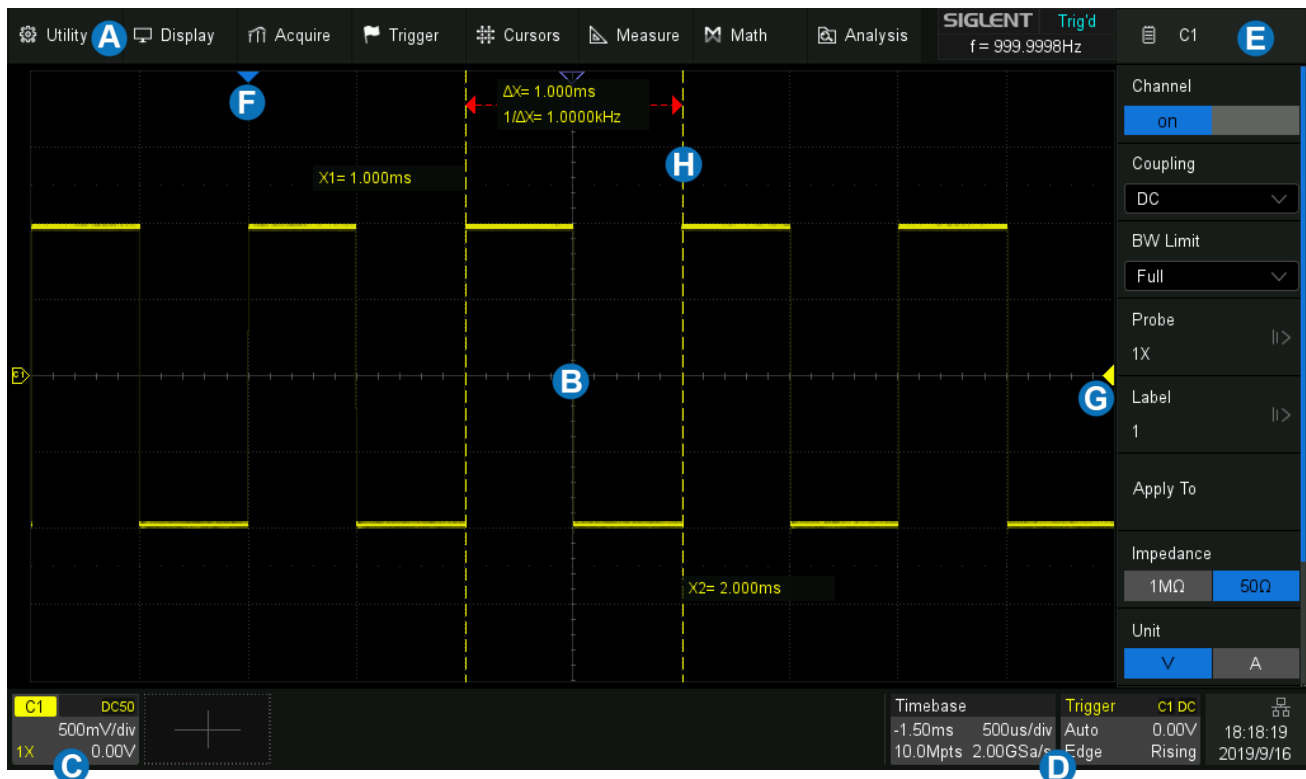 Utility A Display Acquire Trigger Cursors Measure Math Analysis
SIGLENT Trig'd
f = 999.9998Hz
C1 E
F
ΔX= 1.000ms
1/ΔX= 1.0000kHz
H
X1= 1.000ms
C1
B
G
X2= 2.000ms
Channel
on
Coupling
DC
BW Limit
Full
Probe
1X
Label
1
Apply To
Impedance
1MΩ 50Ω
Unit
V A
C1 DC50
500mV/div
1X 0.00V
C
Timebase
-1.50ms 500us/div
10.0Mpts 2.00GSa/s
D
Trigger C1 DC
Auto 0.00V
Edge Rising
18:18:19
2019/9/16